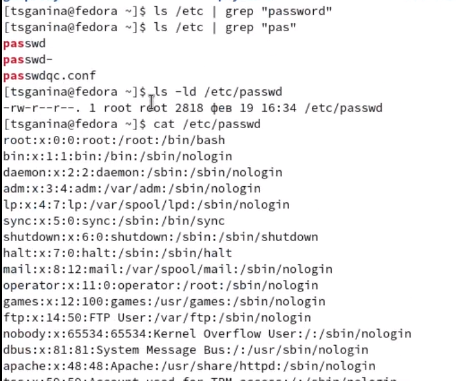 [tsganina@fedora ~]$ ls /etc | grep "password"
[tsganina@fedora ~]$ ls /etc | grep "pas"
passwd
passwd-
passwdqc.conf
[tsganina@fedora ~]$ ls -ld /etc/passwd
-rw-r--r--. 1 root root 2818 фев 19 16:34 /etc/passwd
[tsganina@fedora ~]$ cat /etc/passwd
root:x:0:0:root:/root:/bin/bash
bin:x:1:1:bin:/bin:/sbin/nologin
daemon:x:2:2:daemon:/sbin:/sbin/nologin
adm:x:3:4:adm:/var/adm:/sbin/nologin
lp:x:4:7:lp:/var/spool/lpd:/sbin/nologin
sync:x:5:0:sync:/sbin:/bin/sync
shutdown:x:6:0:shutdown:/sbin:/sbin/shutdown
halt:x:7:0:halt:/sbin:/sbin/halt
mail:x:8:12:mail:/var/spool/mail:/sbin/nologin
operator:x:11:0:operator:/root:/sbin/nologin
games:x:12:100:games:/usr/games:/sbin/nologin
ftp:x:14:50:FTP User:/var/ftp:/sbin/nologin
nobody:x:65534:65534:Kernel Overflow User:/:/sbin/nologin
dbus:x:81:81:System Message Bus:/:/usr/sbin/nologin
apache:x:48:48:Apache:/usr/share/httpd:/sbin/nologin